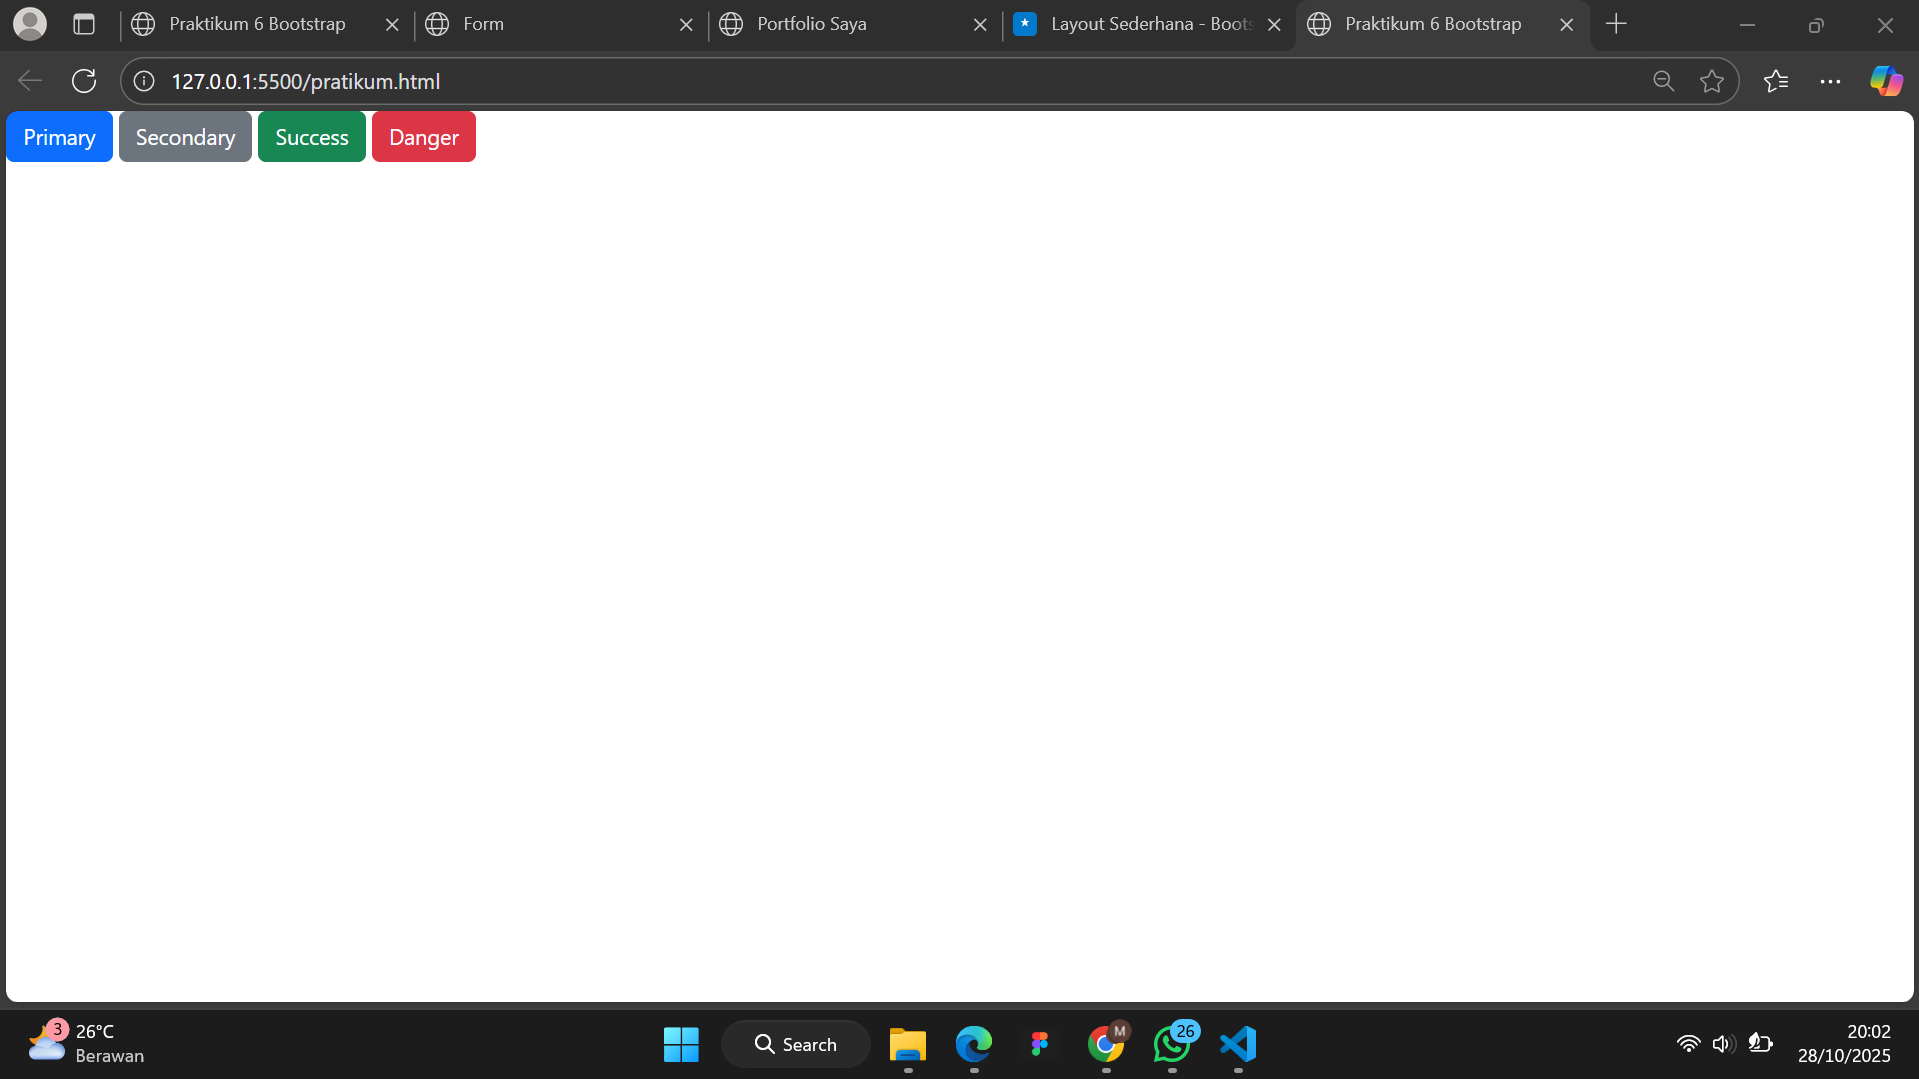 Praktikum 6 Bootstrap
Form
Portfolio Saya
Layout Sederhana - Boots
Praktikum 6 Bootstrap
127.0.0.1:5500/pratikum.html
Primary
Secondary
Success
Danger
3
26°C
Berawan
Search
M
26
20:02
28/10/2025